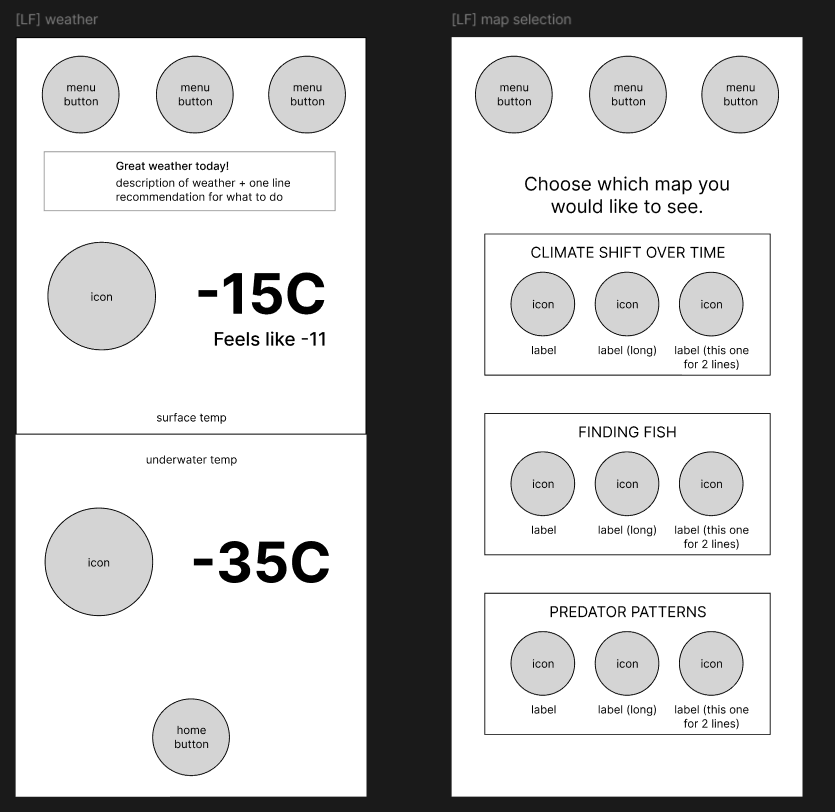 [LF] weather
menu
button
menu
button
menu
button
Great weather today!
description of weather + one line
recommendation for what to do
icon
-15C
Feels like -11
surface temp
underwater temp
icon
-35C
home
button
[LF] map selection
menu
button
menu
button
menu
button
Choose which map you
would like to see.
CLIMATE SHIFT OVER TIME
icon
icon
icon
label
label (long)
label (this one
for 2 lines)
FINDING FISH
icon
icon
icon
label
label (long)
label (this one
for 2 lines)
PREDATOR PATTERNS
icon
icon
icon
label
label (long)
label (this one
for 2 lines)